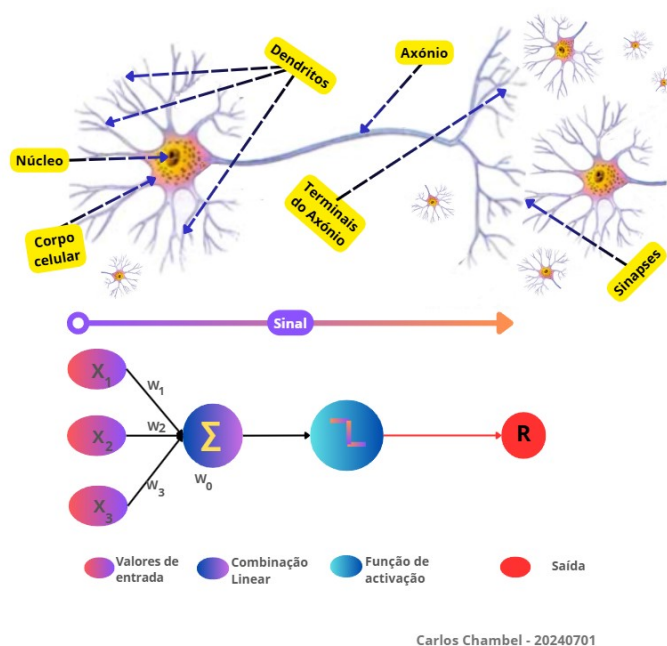 Dendritos
Axónio
Núcleo
Terminais
do Axónio
Corpo
celular
Sinapses
Sinal
X1
W1
X2
W2
Σ
R
X3
W3
W0
Valores de
entrada
Combinação
Linear
Função de
activação
Saída
Carlos Chambel - 20240701